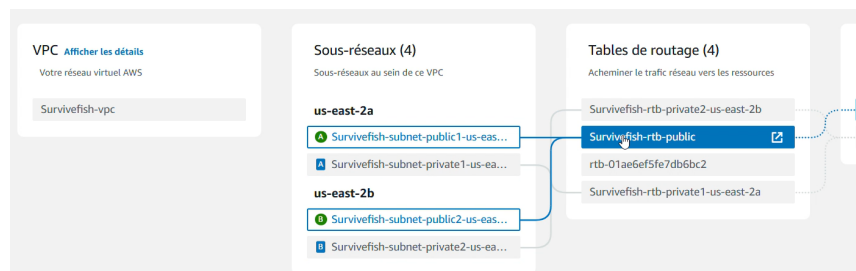 VPC Afficher les détails
Votre réseau virtuel AWS
Survivefish-vpc
Sous-réseaux (4)
Sous-réseaux au sein de ce VPC
us-east-2a
A Survivefish-subnet-public1-us-eas...
A Survivefish-subnet-private1-us-ea...
us-east-2b
B Survivefish-subnet-public2-us-eas...
B Survivefish-subnet-private2-us-ea...
Tables de routage (4)
Acheminer le trafic réseau vers les ressources
Survivefish-rtb-private2-us-east-2b
Survivefish-rtb-public
rtb-01ae6ef5fe7db6bc2
Survivefish-rtb-private1-us-east-2a